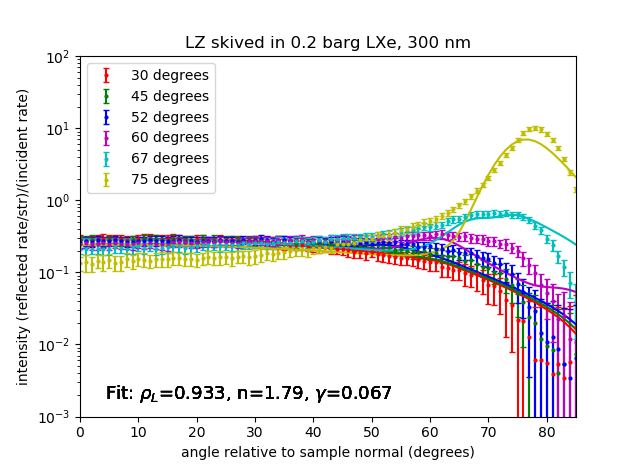 LZ skived in 0.2 barg LXe, 300 nm
intensity (reflected rate/str)/(incident rate)
10²
10¹
10⁰
10⁻¹
10⁻²
10⁻³
30 degrees
45 degrees
52 degrees
60 degrees
67 degrees
75 degrees
Fit: ρ_L=0.933, n=1.79, γ=0.067
0 10 20 30 40 50 60 70 80
angle relative to sample normal (degrees)